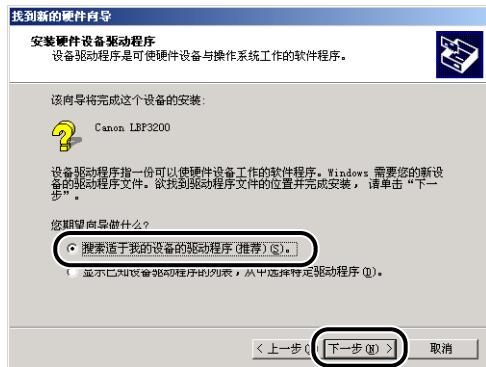 找到新的硬件向导
安装硬件设备驱动程序
设备驱动程序是可使硬件设备与操作系统工作的软件程序。
该向导将完成这个设备的安装:
Canon LBP3200
设备驱动程序指一份可以使硬件设备工作的软件程序。Windows 需要您的新设
备的驱动程序文件。欲找到驱动程序文件的位置并完成安装，请单击“下一
步”。
您期望向导做什么?
搜索适于我的设备的驱动程序(推荐)(S)。
显示已知设备驱动程序的列表，从中选择特定驱动程序(D)。
< 上一步( 下一步(N) > 取消